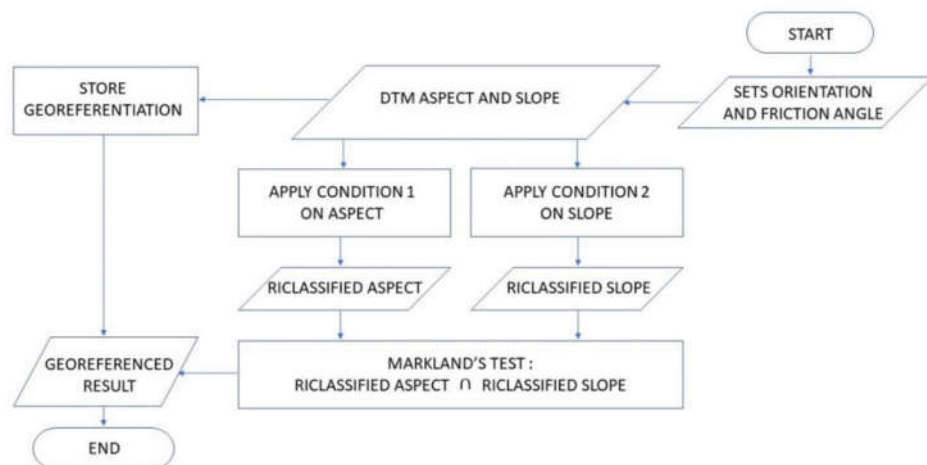 START
SETS ORIENTATION
AND FRICTION ANGLE
DTM ASPECT AND SLOPE
STORE
GEOREFERENTIATION
APPLY CONDITION 1
ON ASPECT
APPLY CONDITION 2
ON SLOPE
RICLASSIFIED ASPECT
RICLASSIFIED SLOPE
MARKLAND'S TEST :
RICLASSIFIED ASPECT ∩ RICLASSIFIED SLOPE
GEOREFERENCED
RESULT
END